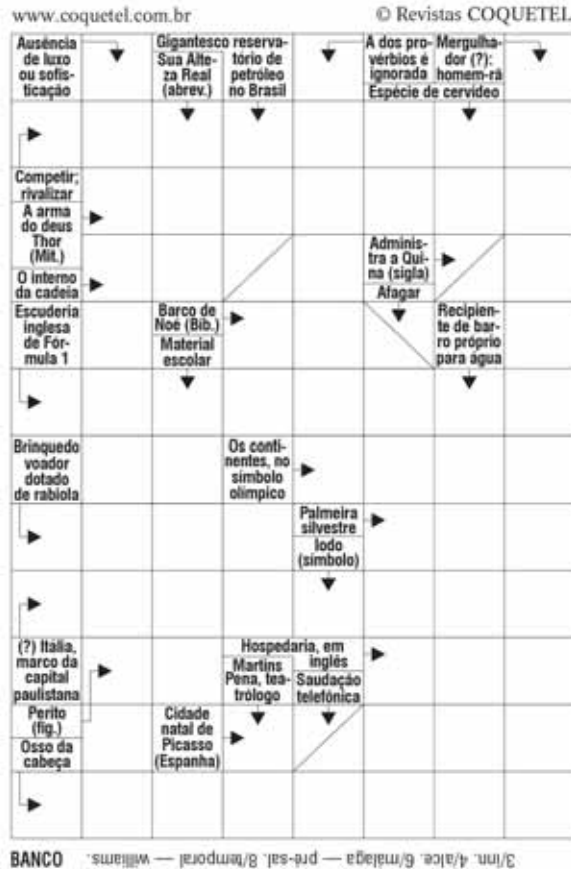 www.coquetel.com.br
© Revistas COQUETEL
Ausência
de luxo
ou sofis-
ticação
Gigantesco reserva-
tório de
petróleo
no Brasil
Sua Alte-
za Real
(abrev.)
A dos pro-
vérbios é
ignorada
Mergulha-
dor (?):
homem-rã
Espécie de cervídeo
Competir;
rivalizar
A arma
do deus
Thor
(Mit.)
O interno
da cadeia
Adminis-
tra a Qui-
na (sigla)
Afagar
Escuderia
inglesa
de Fór-
mula 1
Barco de
Noé (Bíb.)
Material
escolar
Recipien-
te de bar-
ro próprio
para água
Brinquedo
voador
dotado
de rabiola
Os conti-
nentes, no
símbolo
olímpico
Palmeira
silvestre
Iodo
(símbolo)
(?) Itália,
marco da
capital
paulistana
Hospedaria, em
inglês
Martins
Pena, tea-
trólogo
Saudação
telefônica
Perito
(fig.)
Osso da
cabeça
Cidade
natal de
Picasso
(Espanha)
BANCO
3/inn. 4/alce. 6/málaga. 8/temporal — pré-sal. — williams.